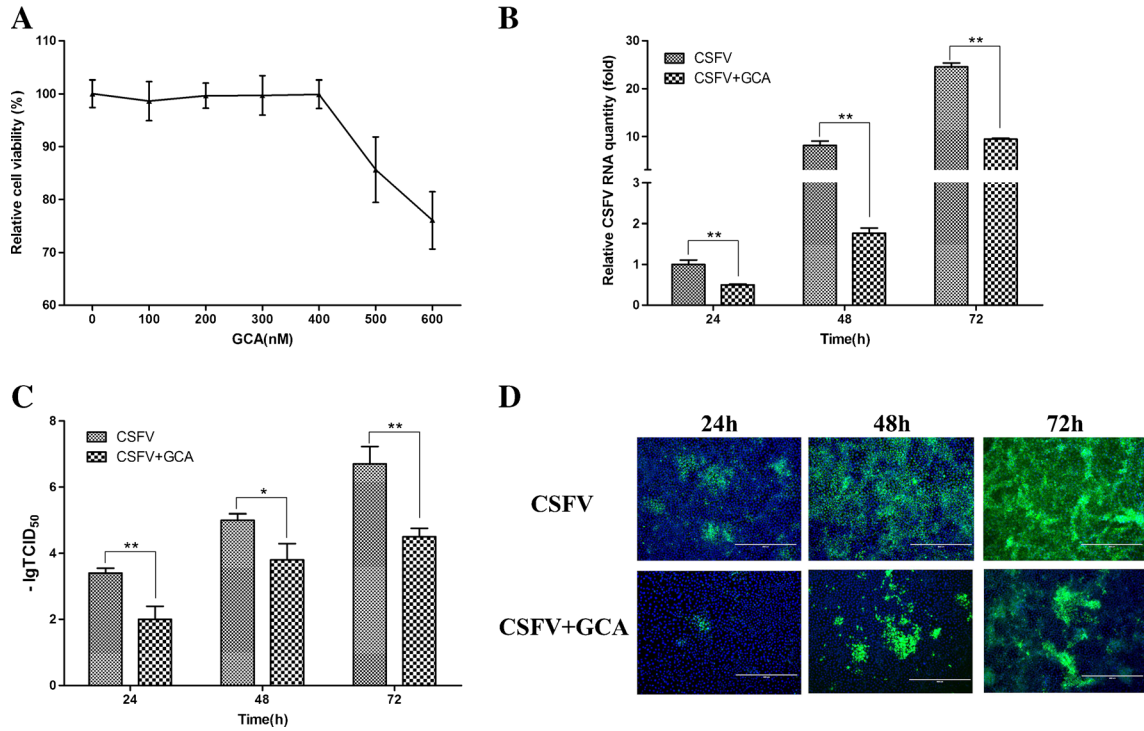 A
Relative cell viability (%)
110
100
90
80
70
60
0 100 200 300 400 500 600
GCA(nM)
B
Relative CSFV RNA quantity (fold)
30
20
10
3
2
1
0
CSFV
CSFV+GCA
**
**
**
24 48 72
Time(h)
C
- lgTCID50
8
6
4
2
0
CSFV
CSFV+GCA
**
*
**
24 48 72
Time(h)
D
24h 48h 72h
CSFV
CSFV+GCA